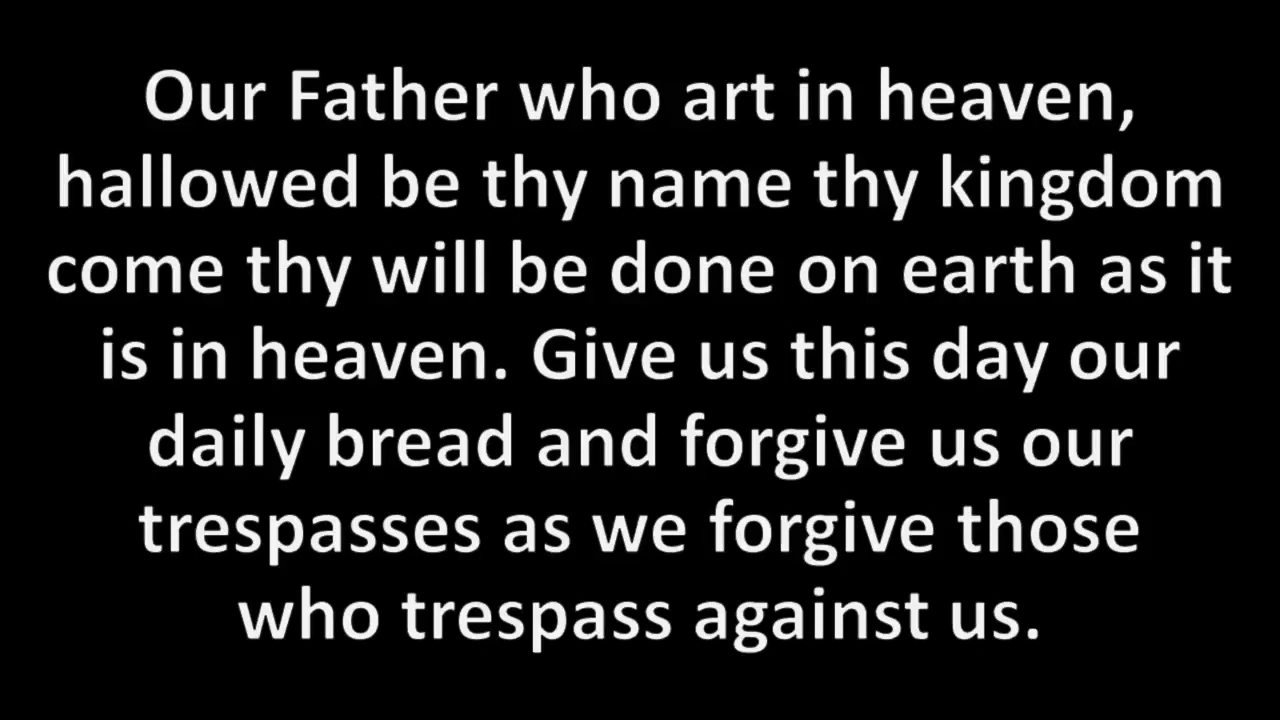 Our Father who art in heaven,
hallowed be thy name thy kingdom
come thy will be done on earth as it
is in heaven. Give us this day our
daily bread and forgive us our
trespasses as we forgive those
who trespass against us.